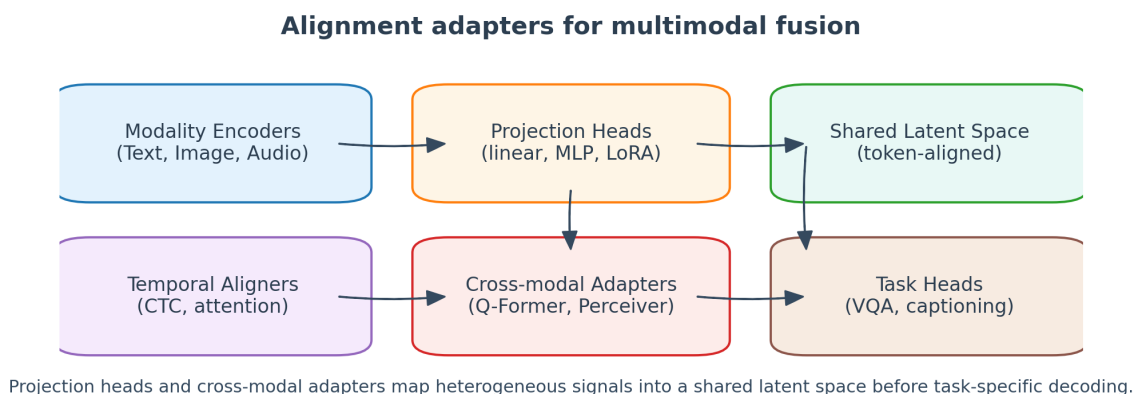 Alignment adapters for multimodal fusion
Modality Encoders
(Text, Image, Audio)
Projection Heads
(linear, MLP, LoRA)
Shared Latent Space
(token-aligned)
Temporal Aligners
(CTC, attention)
Cross-modal Adapters
(Q-Former, Perceiver)
Task Heads
(VQA, captioning)
Projection heads and cross-modal adapters map heterogeneous signals into a shared latent space before task-specific decoding.